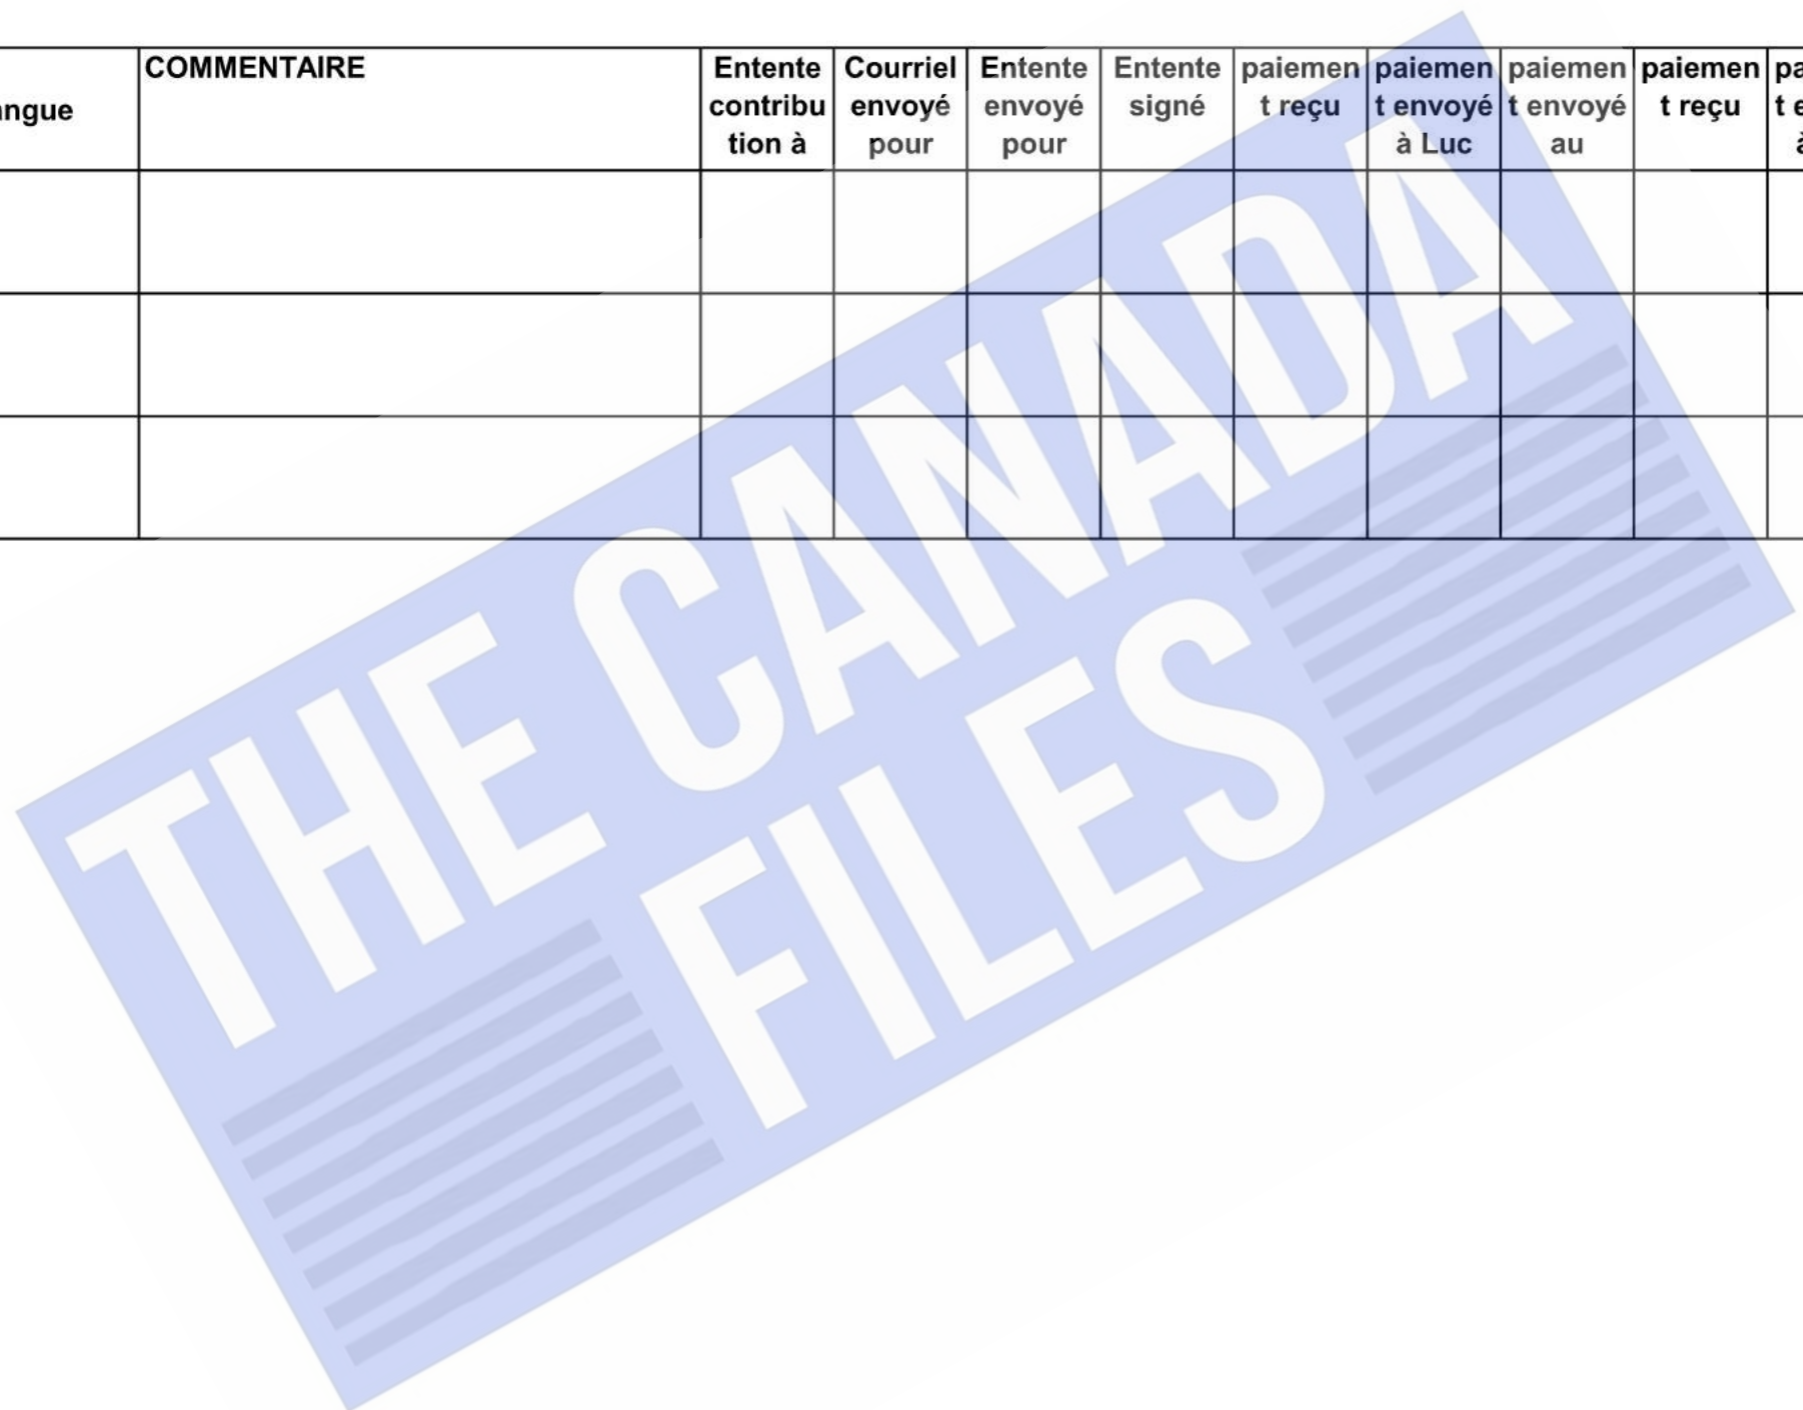 ngue
COMMENTAIRE
Entente
contribu
tion à
Courriel
envoyé
pour
Entente
envoyé
pour
Entente
signé
paiemen
t reçu
paiemen
t envoyé
à Luc
paiemen
t envoyé
au
paiemen
t reçu
pa
t e
à
THE CANADA
FILES